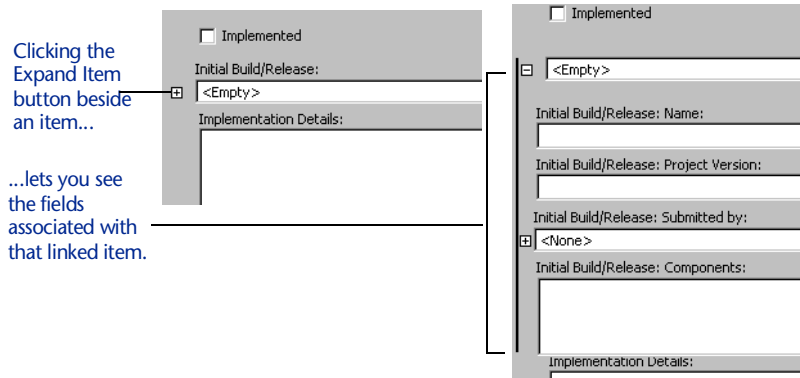 Clicking the
Expand Item
button beside
an item...
...lets you see
the fields
associated with
that linked item.
Implemented
Initial Build/Release:
<Empty>
Implementation Details:
Implemented
<Empty>
Initial Build/Release: Name:
Initial Build/Release: Project Version:
Initial Build/Release: Submitted by:
<None>
Initial Build/Release: Components:
Implementation Details: